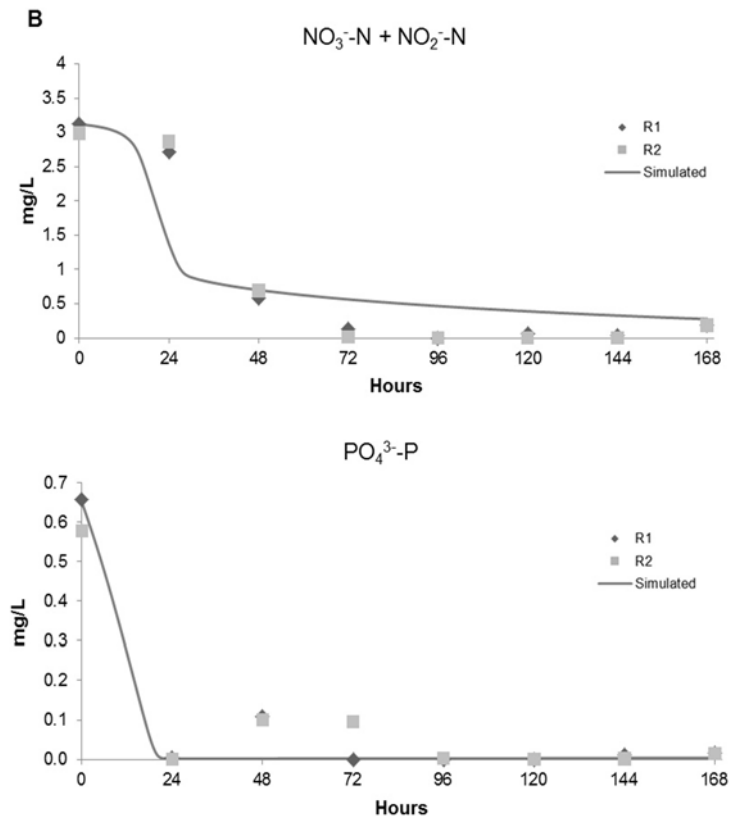 B
NO₃⁻-N + NO₂⁻-N
4
3.5
3
2.5
2
1.5
1
0.5
0
mg/L
R1
R2
Simulated
0 24 48 72 96 120 144 168
Hours
PO₄³⁻-P
0.7
0.6
0.5
0.4
0.3
0.2
0.1
0.0
mg/L
R1
R2
Simulated
0 24 48 72 96 120 144 168
Hours